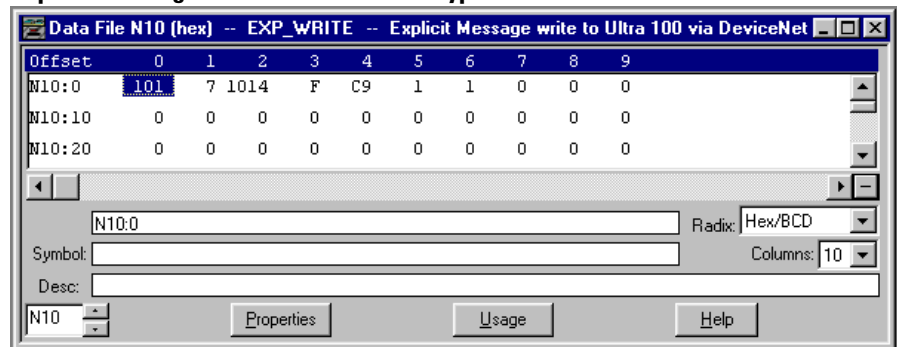 Data File N10 (hex) -- EXP_WRITE -- Explicit Message write to Ultra 100 via DeviceNet
Offset 0 1 2 3 4 5 6 7 8 9
N10:0 101 7 1014 F C9 1 1 0 0 0
N10:10 0 0 0 0 0 0 0 0 0 0
N10:20 0 0 0 0 0 0 0 0 0 0
N10:0 Radix: Hex/BCD
Symbol: Columns: 10
Desc:
N10 Properties Usage Help